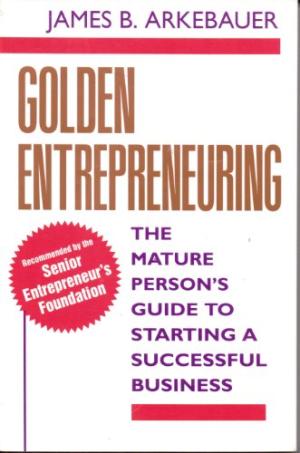 JAMES B. ARKEBAUER
GOLDEN
ENTREPRENEURING
Recommended by the
Senior
Entrepreneur's
Foundation
THE
MATURE
PERSON'S
GUIDE TO
STARTING A
SUCCESSFUL
BUSINESS